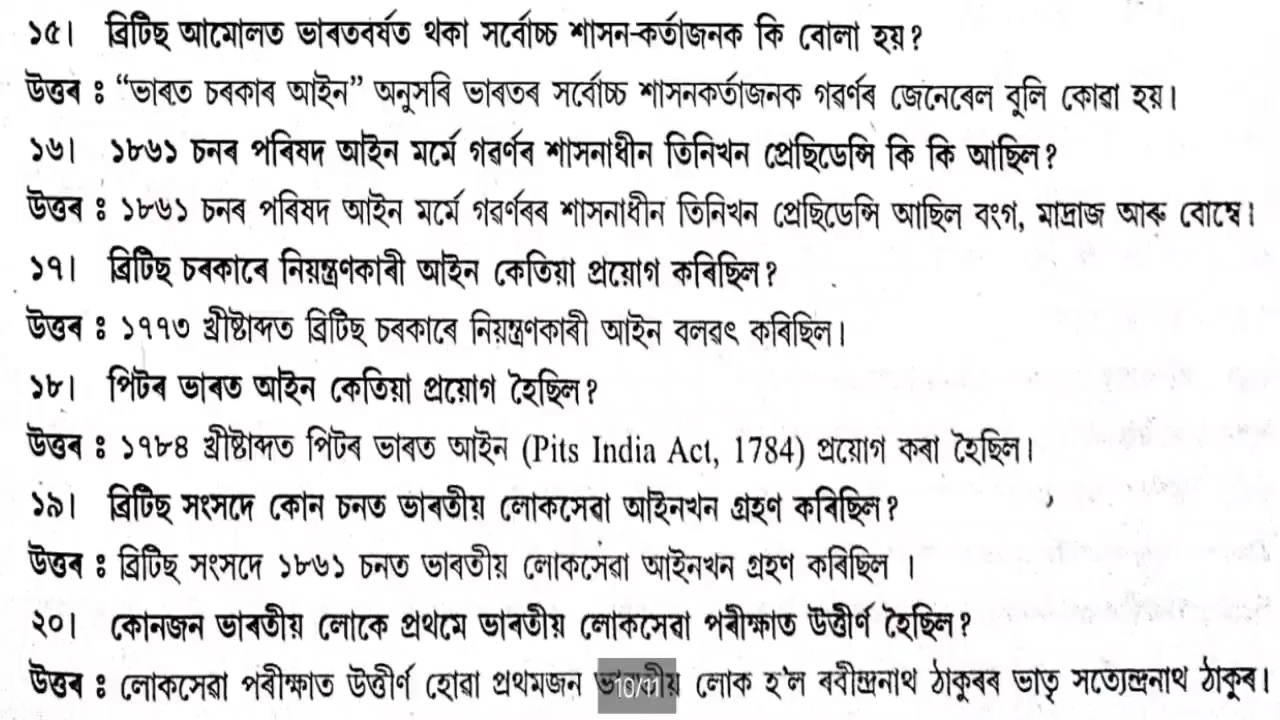 ১৫। ব্ৰিটিছ আমোলত ভাৰতবৰ্ষত থকা সৰ্বোচ্চ শাসন-কৰ্তাজনক কি বোলা হয়?
উত্তৰ : “ভাৰত চৰকাৰ আইন” অনুসৰি ভাৰতৰ সৰ্বোচ্চ শাসনকৰ্তাজনক গৱৰ্ণৰ জেনেৰেল বুলি কোৱা হয়।
১৬। ১৮৬১ চনৰ পৰিষদ আইন মৰ্মে গৱৰ্ণৰ শাসনাধীন তিনিখন প্ৰেছিডেন্সি কি কি আছিল?
উত্তৰ : ১৮৬১ চনৰ পৰিষদ আইন মৰ্মে গৱৰ্ণৰৰ শাসনাধীন তিনিখন প্ৰেছিডেন্সি আছিল বংগ, মাদ্ৰাজ আৰু বোম্বে।
১৭। ব্ৰিটিছ চৰকাৰে নিয়ন্ত্ৰণকাৰী আইন কেতিয়া প্ৰয়োগ কৰিছিল?
উত্তৰ : ১৭৭৩ খ্ৰীষ্টাব্দত ব্ৰিটিছ চৰকাৰে নিয়ন্ত্ৰণকাৰী আইন বলৱৎ কৰিছিল।
১৮। পিটৰ ভাৰত আইন কেতিয়া প্ৰয়োগ হৈছিল?
উত্তৰ : ১৭৮৪ খ্ৰীষ্টাব্দত পিটৰ ভাৰত আইন (Pits India Act, 1784) প্ৰয়োগ কৰা হৈছিল।
১৯। ব্ৰিটিছ সংসদে কোন চনত ভাৰতীয় লোকসেৱা আইনখন গ্ৰহণ কৰিছিল?
উত্তৰ : ব্ৰিটিছ সংসদে ১৮৬১ চনত ভাৰতীয় লোকসেৱা আইনখন গ্ৰহণ কৰিছিল ।
২০। কোনজন ভাৰতীয় লোকে প্ৰথমে ভাৰতীয় লোকসেৱা পৰীক্ষাত উত্তীৰ্ণ হৈছিল?
উত্তৰ : লোকসেৱা পৰীক্ষাত উত্তীৰ্ণ হোৱা প্ৰথমজন ভাৰতীয় লোক হ'ল ৰবীন্দ্ৰনাথ ঠাকুৰৰ ভাতৃ সত্যেন্দ্ৰনাথ ঠাকুৰ।
10/11